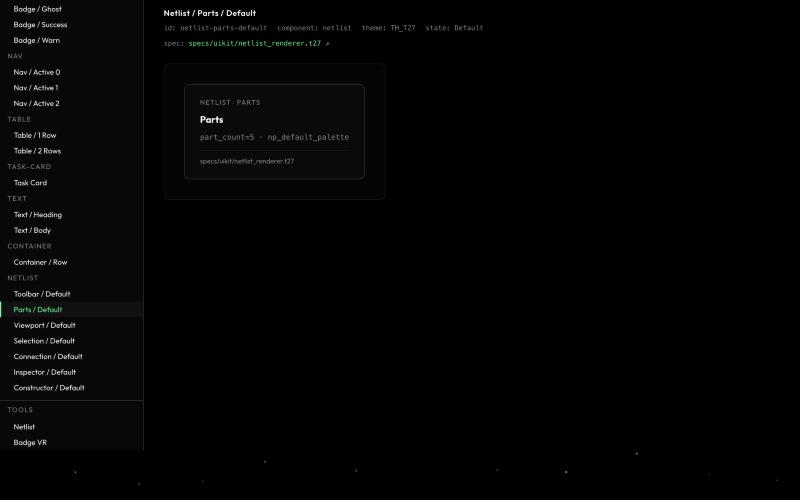 Badge / Ghost
Badge / Success
Badge / Warn
NAV
Nav / Active 0
Nav / Active 1
Nav / Active 2
TABLE
Table / 1 Row
Table / 2 Rows
TASK-CARD
Task Card
TEXT
Text / Heading
Text / Body
CONTAINER
Container / Row
NETLIST
Toolbar / Default
Parts / Default
Viewport / Default
Selection / Default
Connection / Default
Inspector / Default
Constructor / Default
TOOLS
Netlist
Badge VR
Netlist / Parts / Default
id: netlist-parts-default component: netlist theme: TH_T27 state: Default
spec: specs/uikit/netlist_renderer.t27 ↗
NETLIST · PARTS
Parts
part_count=5 · np_default_palette
specs/uikit/netlist_renderer.t27